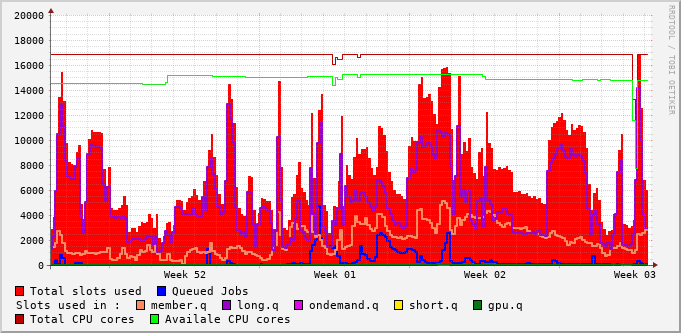 20000
18000
16000
14000
12000
10000
8000
6000
4000
2000
0
Week 52 Week 01 Week 02 Week 03
Total slots used Queued Jobs
Slots used in : member.q long.q ondemand.q short.q gpu.q
Total CPU cores Availale CPU cores
RRDTOOL / TOBI OETIKER